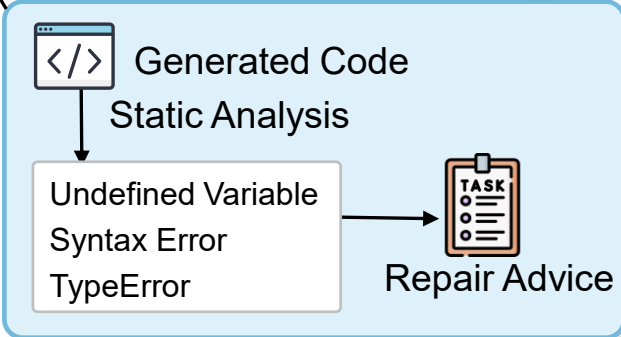 </> Generated Code
Static Analysis
Undefined Variable
Syntax Error
TypeError
TASK
Repair Advice